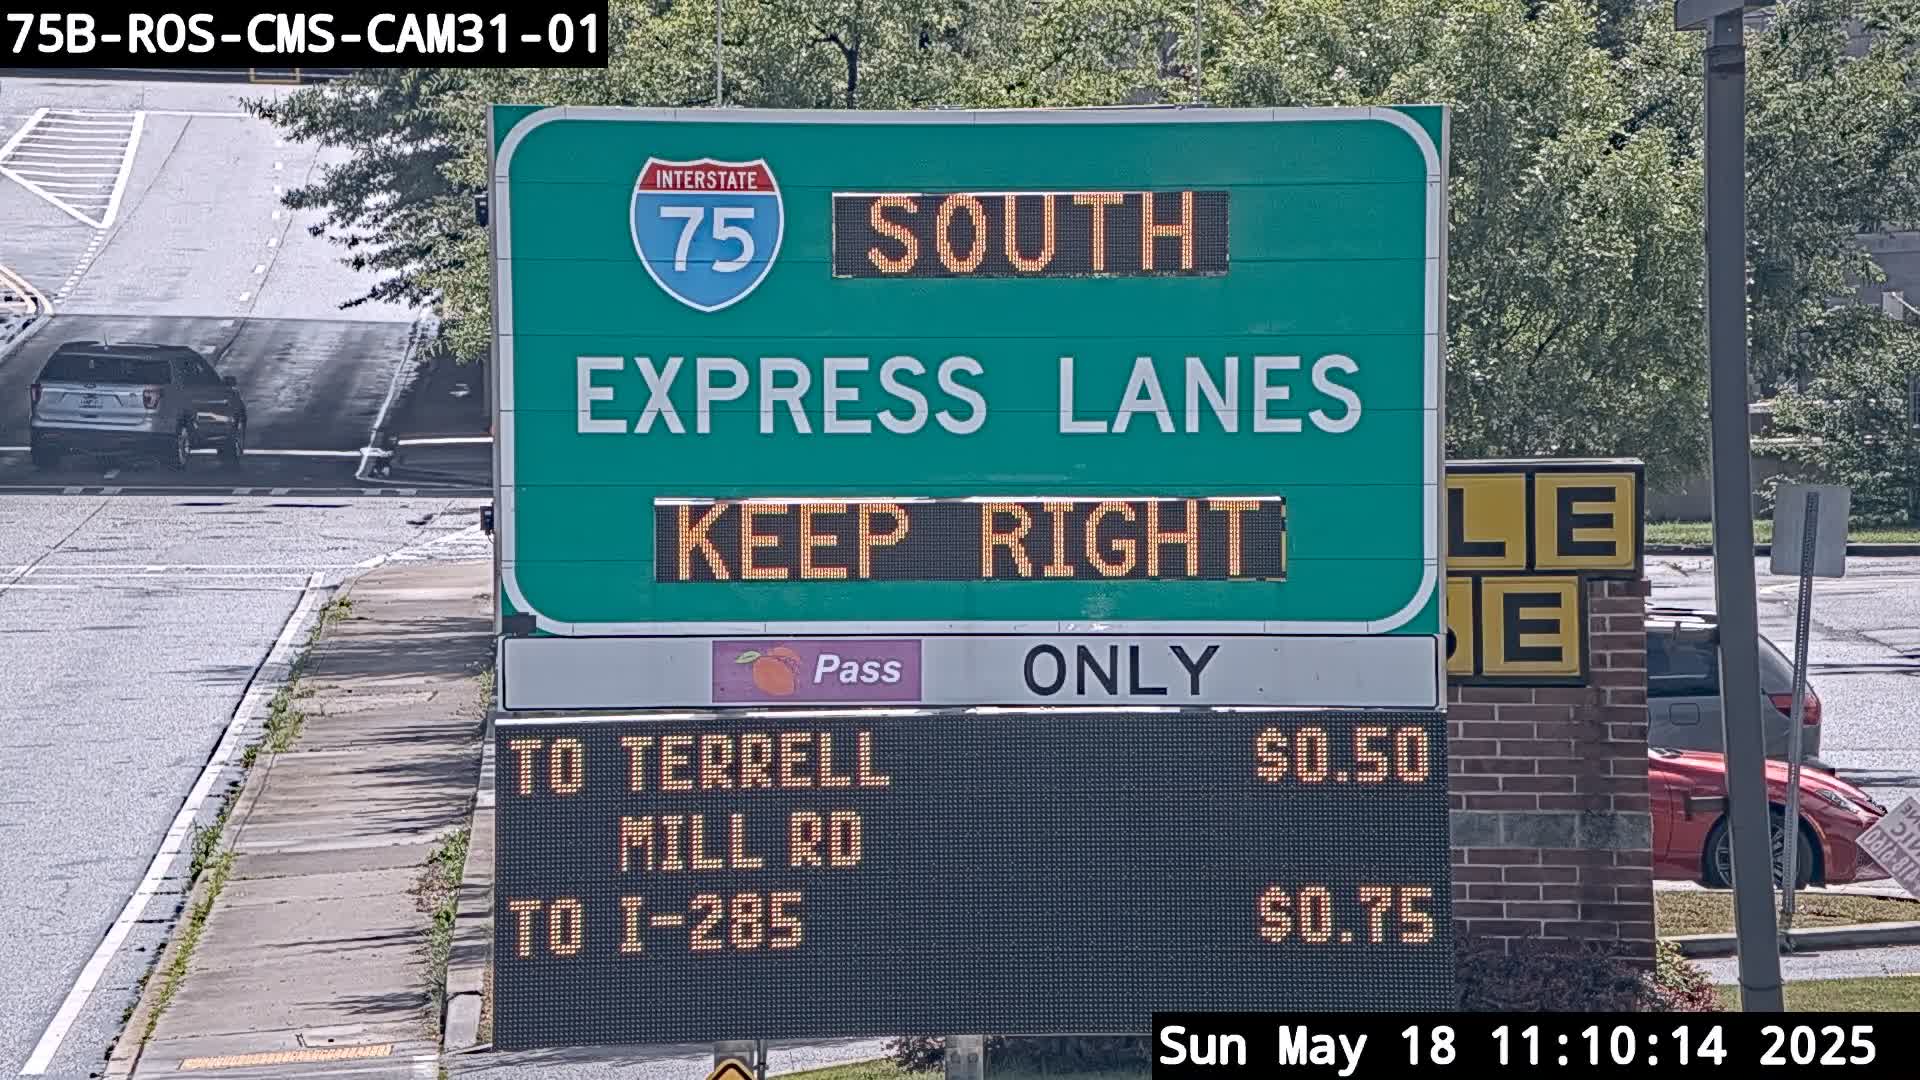 75B-ROS-CMS-CAM31-01
INTERSTATE
75
SOUTH
EXPRESS LANES
KEEP RIGHT
Pass ONLY
TO TERRELL $0.50
MILL RD
TO I-285 $0.75
LE
E
Sun May 18 11:10:14 2025